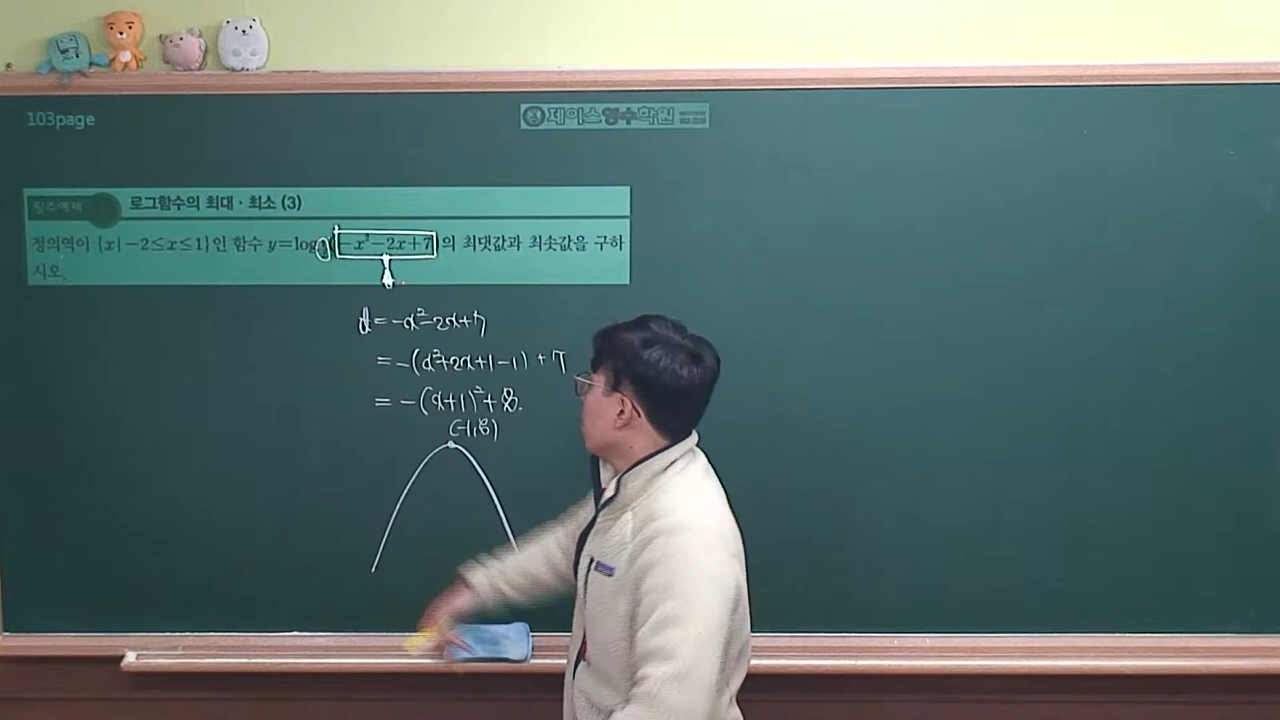 103page
제이스영수학원
필수예제 로그함수의 최대·최소 (3)
정의역이 {x|−2≤x≤1}인 함수 y=log (−x²−2x+7)의 최댓값과 최솟값을 구하
시오.
t=−x²−2x+7
=−(x²+2x+1−1)+7
=−(x+1)²+8.
(−1,8)